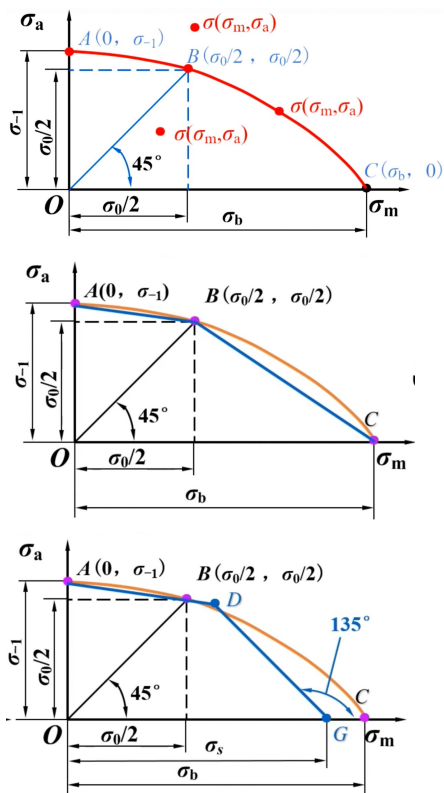 σa
A(0, σ−1)
σ(σm,σa)
B(σ0/2 , σ0/2)
σ(σm,σa)
σ(σm,σa)
σ−1
σ0/2
45°
C(σb, 0)
O
σ0/2
σm
σb
σa
A(0, σ−1)
B(σ0/2 , σ0/2)
σ−1
σ0/2
45°
C
O
σ0/2
σm
σb
σa
A(0, σ−1)
B(σ0/2 , σ0/2)
D
σ−1
σ0/2
135°
45°
C
O
σ0/2
G
σm
σs
σb